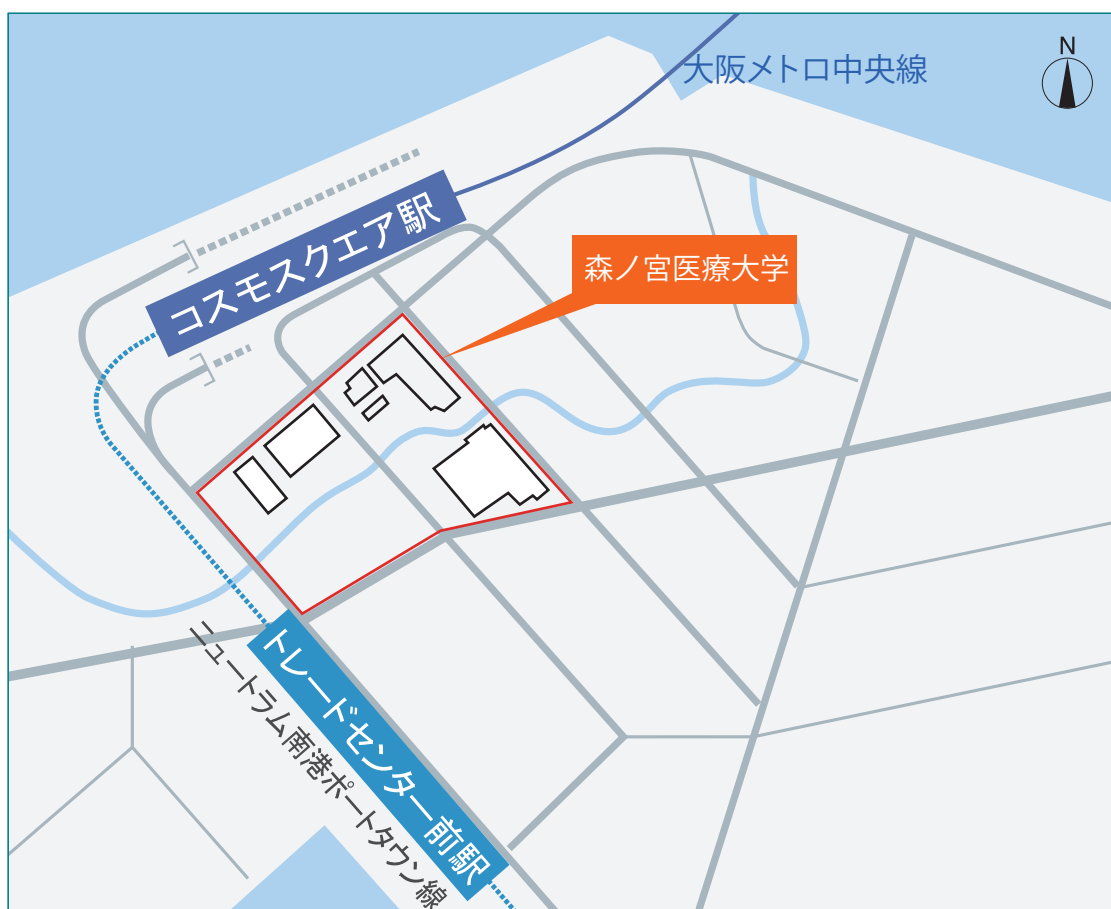 N
大阪メトロ中央線
コスモスクエア駅
森ノ宮医療大学
トレードセンター前駅
ニュートラム南港ポートタウン線